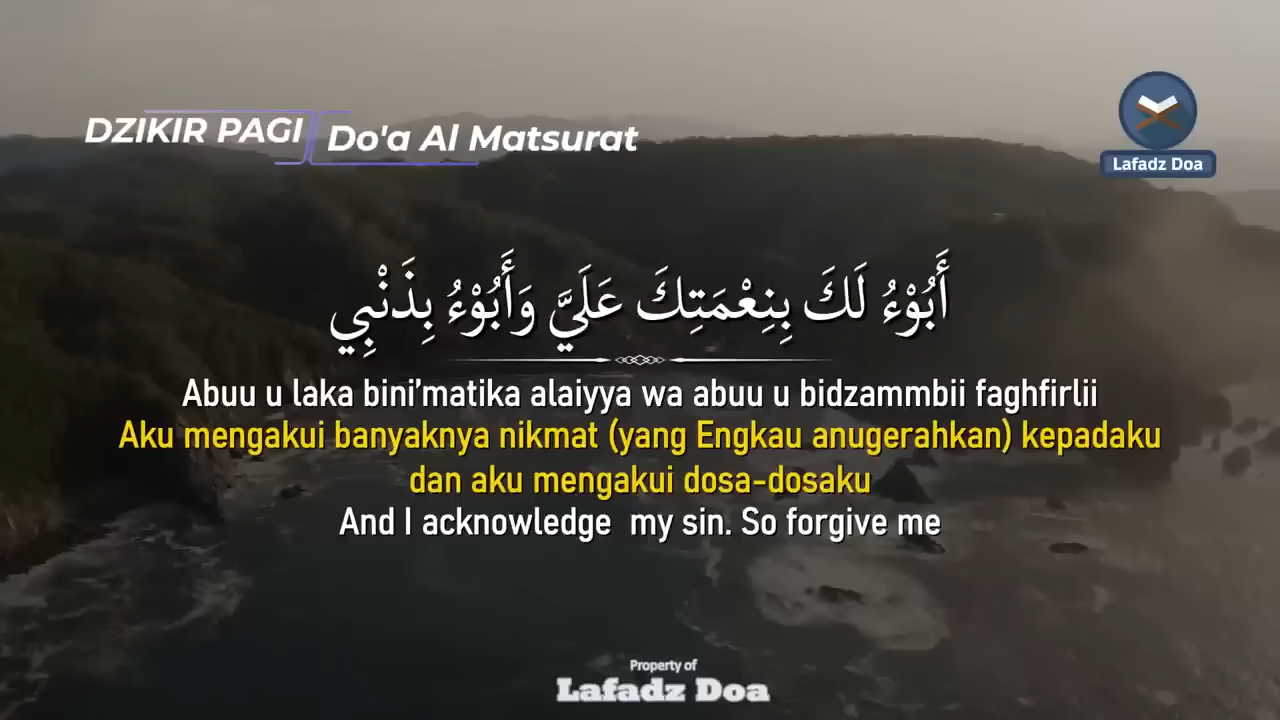 DZIKIR PAGI
Do'a Al Matsurat
Lafadz Doa
أَبُوْءُ لَكَ بِنِعْمَتِكَ عَلَيَّ وَأَبُوْءُ بِذَنْبِي
Abuu u laka bini’matika alaiyya wa abuu u bidzammbii faghfirlii
Aku mengakui banyaknya nikmat (yang Engkau anugerahkan) kepadaku
dan aku mengakui dosa-dosaku
And I acknowledge  my sin. So forgive me
Property of
Lafadz Doa